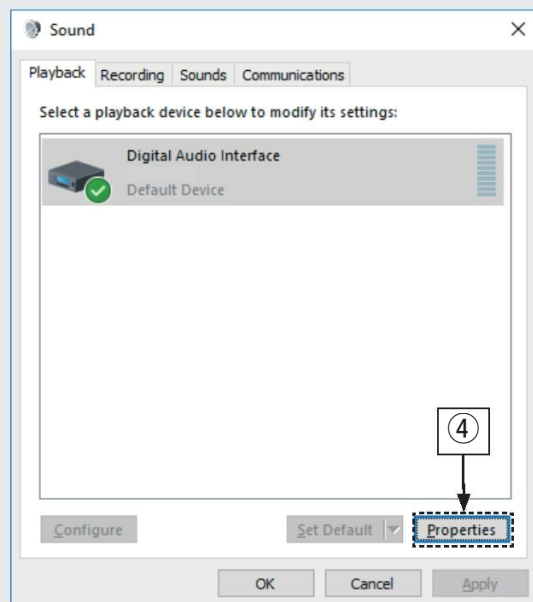 Sound
Playback Recording Sounds Communications
Select a playback device below to modify its settings:
Digital Audio Interface
Default Device
④
Configure Set Default Properties
OK Cancel Apply